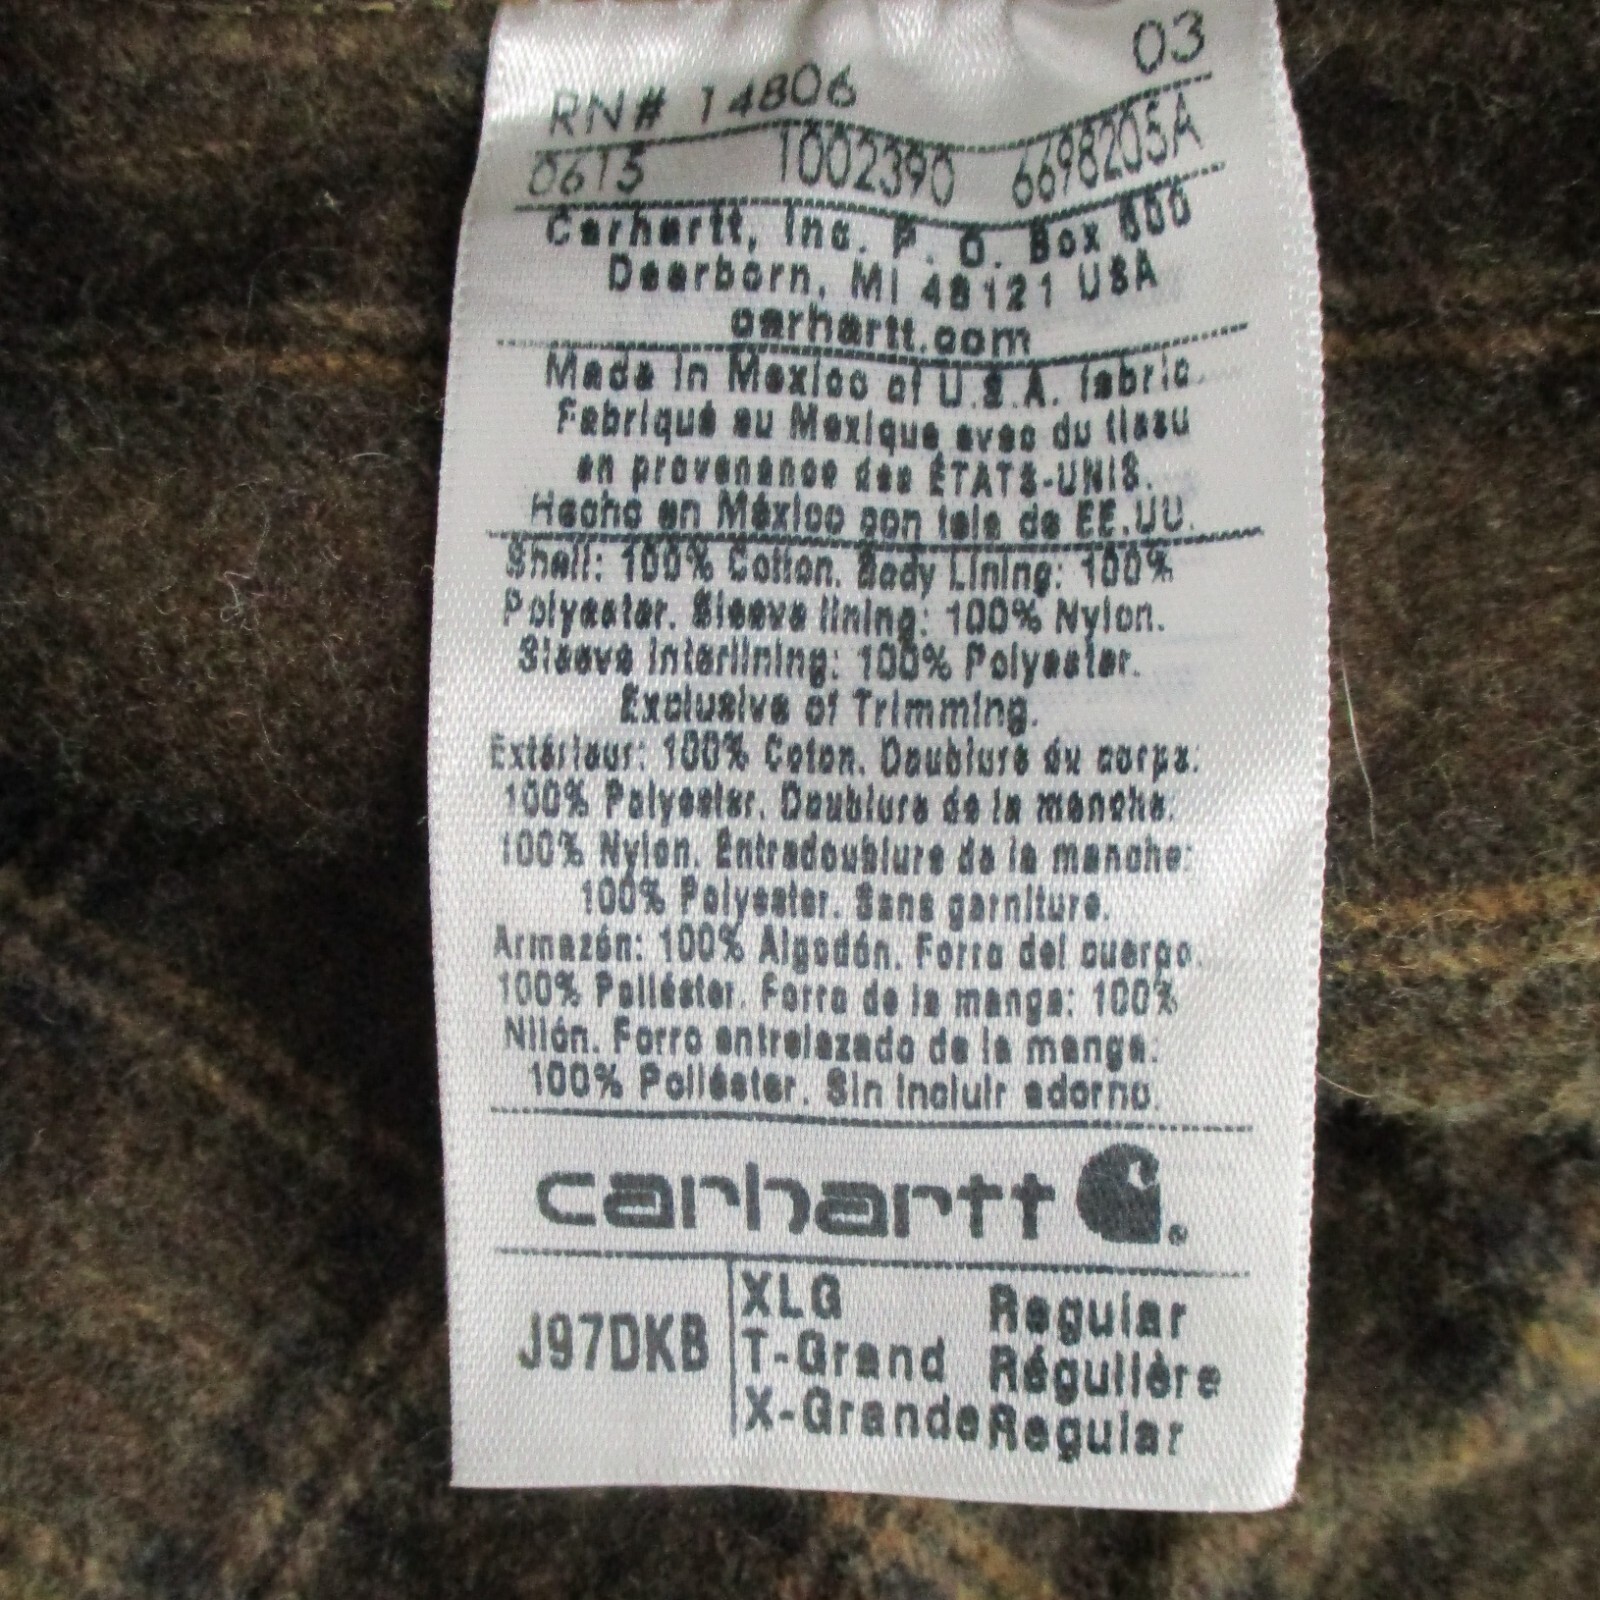 03
RN# 14806
0615 1002390 6698205A
Carhartt, Inc. P. O. Box 600
Dearborn, MI 48121 USA
carhartt.com
Made in Mexico of U.S.A. fabric.
Fabriqué au Mexique avec du tissu
en provenance des ÉTATS-UNIS.
Hecho en México con tela de EE.UU.
Shell: 100% Cotton. Body Lining: 100%
Polyester. Sleeve lining: 100% Nylon.
Sleeve Interlining: 100% Polyester.
Exclusive of Trimming.
Extérieur: 100% Coton. Doublure du corps:
100% Polyester. Doublure de la manche:
100% Nylon. Entredoublure de la manche:
100% Polyester. Sans garniture.
Armazón: 100% Algodón. Forro del cuerpo.
100% Poliéster. Forro de la manga: 100%
Nilón. Forro entrelazado de la manga:
100% Poliéster. Sin incluir adorno.
carhartt
J97DKB XLG Regular
T-Grand Régulière
X-Grande Regular